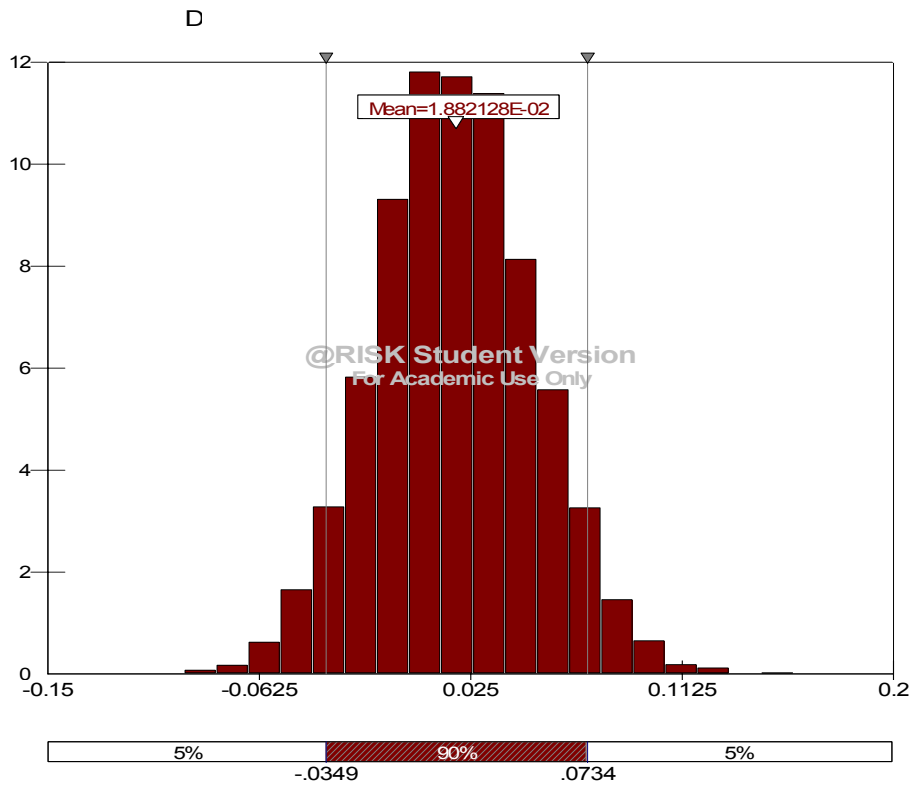 D
12
Mean=1.882128E-02
10
8
@RISK Student Version
For Academic Use Only
6
4
2
0
-0.15 -0.0625 0.025 0.1125 0.2
5% 90% 5%
-.0349 .0734